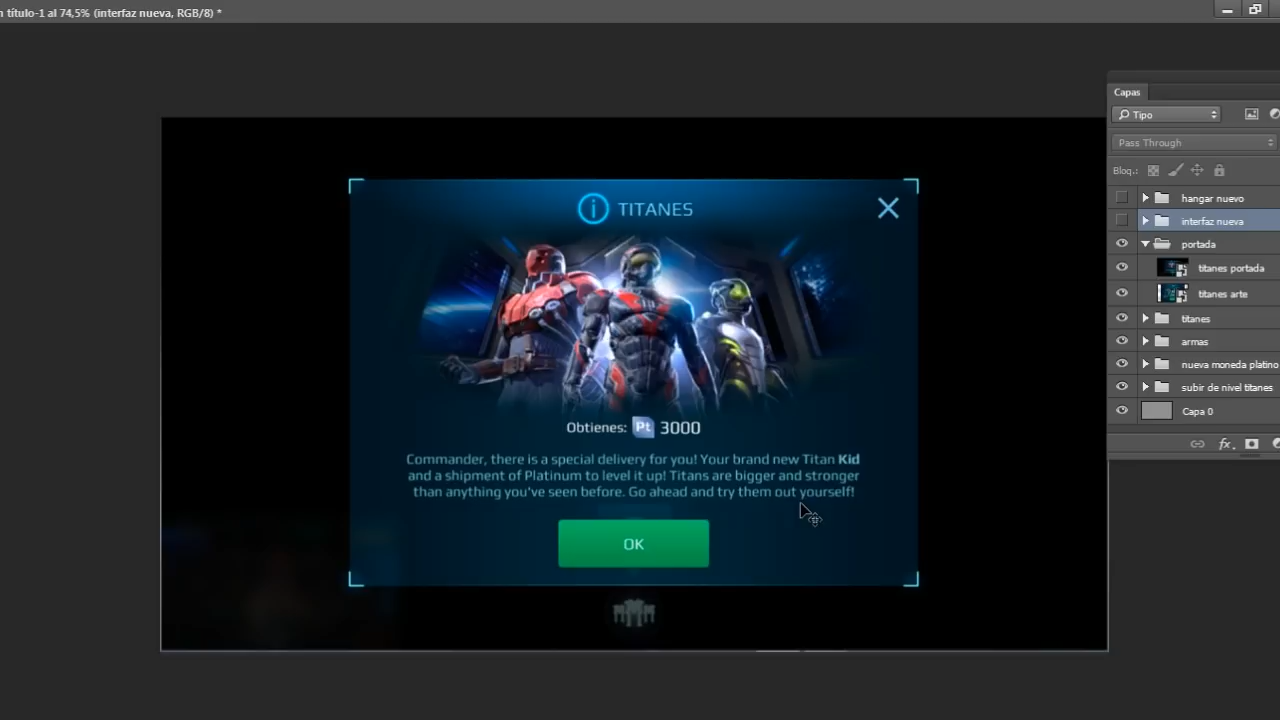 n título-1 al 74,5% (interfaz nueva, RGB/8) *
Capas
Tipo
Pass Through
Bloq.:
hangar nuevo
interfaz nueva
portada
titanes portada
titanes arte
titanes
armas
nueva moneda platino
subir de nivel titanes
Capa 0
fx.
TITANES
Obtienes: Pt 3000
Commander, there is a special delivery for you! Your brand new Titan Kid
and a shipment of Platinum to level it up! Titans are bigger and stronger
than anything you've seen before. Go ahead and try them out yourself!
OK